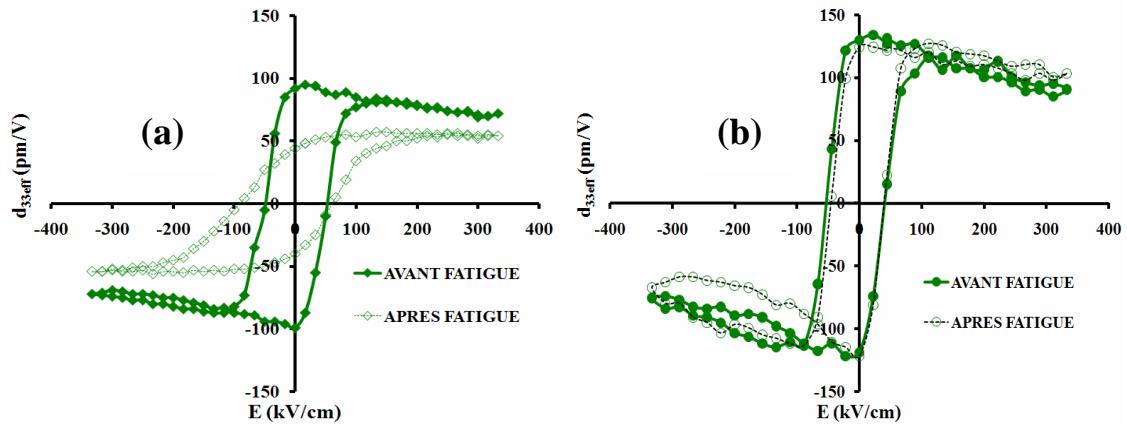 150
100
50
0
-50
-100
-150
-400 -300 -200 -100 0 100 200 300 400
d33eff (pm/V)
E (kV/cm)
(a)
AVANT FATIGUE
APRES FATIGUE
150
100
50
0
-50
-100
-150
-400 -300 -200 -100 0 100 200 300 400
d33eff (pm/V)
E (kV/cm)
(b)
AVANT FATIGUE
APRES FATIGUE